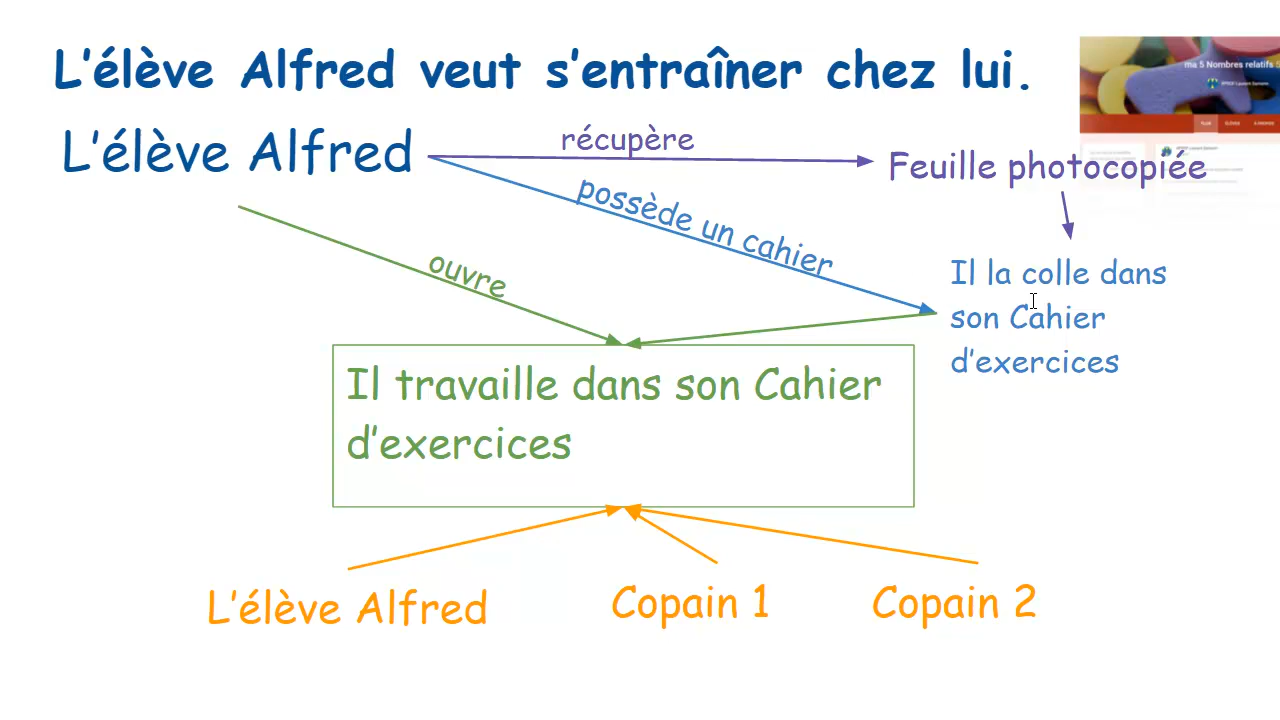 L'élève Alfred veut s'entraîner chez lui.
L'élève Alfred
récupère
Feuille photocopiée
possède un cahier
ouvre
Il la colle dans
son Cahier
d'exercices
Il travaille dans son Cahier
d'exercices
L'élève Alfred
Copain 1
Copain 2
ma 5 Nombres relatifs 5